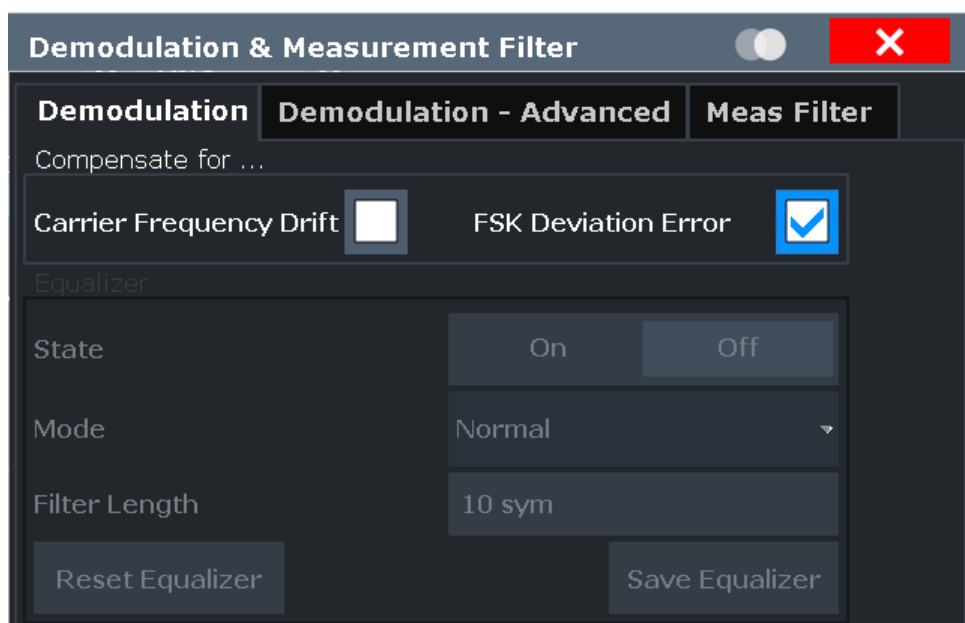 Demodulation & Measurement Filter
Demodulation Demodulation - Advanced Meas Filter
Compensate for ...
Carrier Frequency Drift FSK Deviation Error
Equalizer
State On Off
Mode Normal
Filter Length 10 sym
Reset Equalizer Save Equalizer